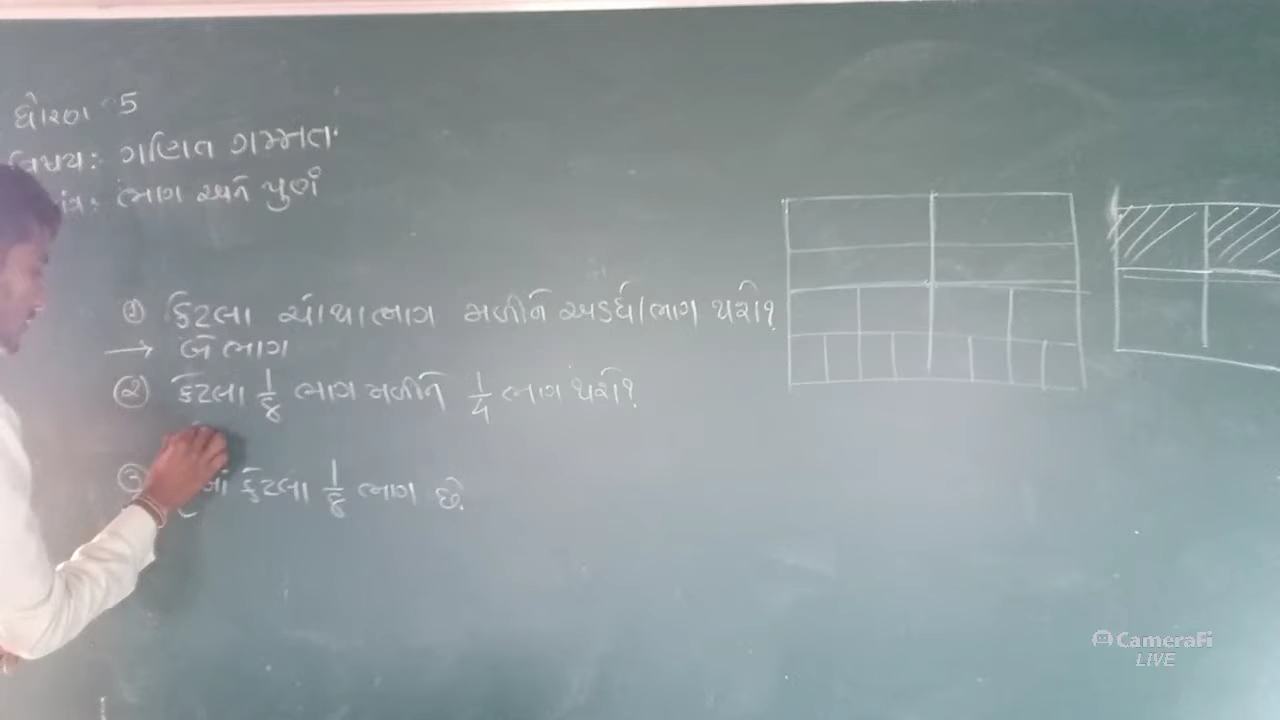 ધોરણ 5
વિષય: ગણિત ગમ્મત
ભાગ અને પુર્ણ
① કેટલા ચોથાભાગ મળીને અડધાભાગ થશે?
→ બે ભાગ
② કેટલા 1/8 ભાગ મળીને 1/4 ભાગ થશે?
③ કેટલા 1/8 ભાગ છે.
CameraFi
LIVE